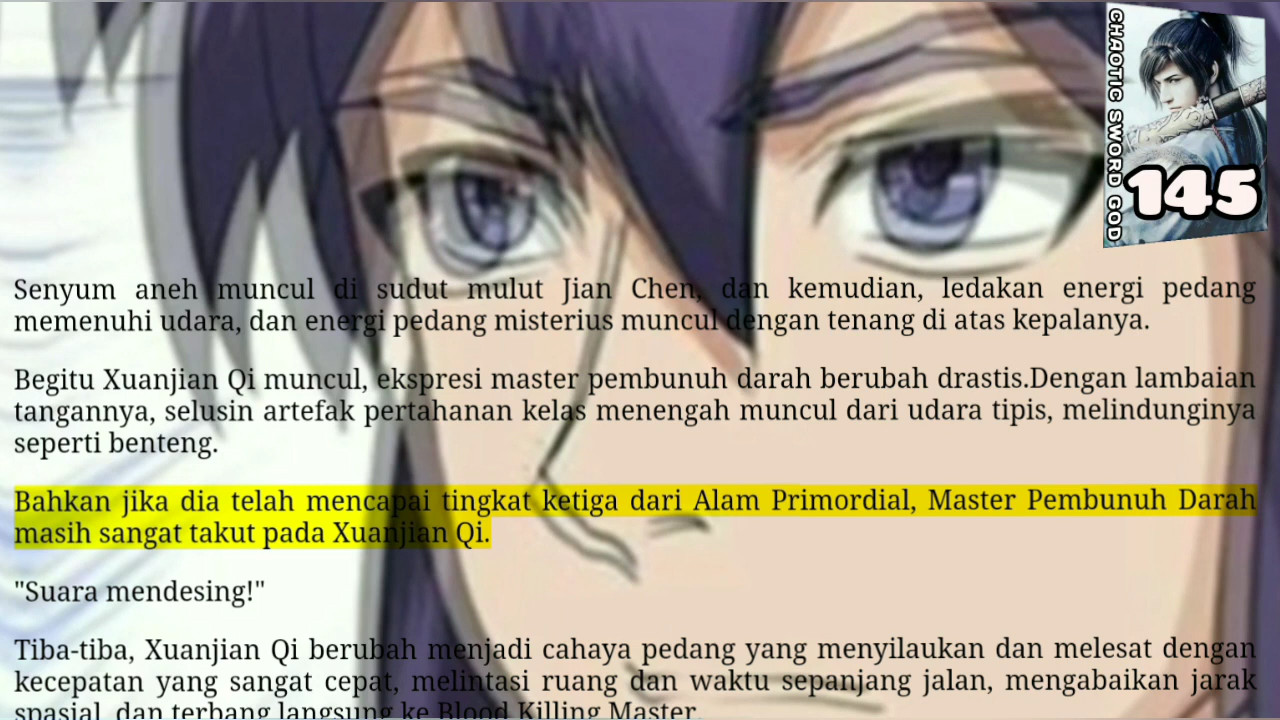 CHAOTIC SWORD GOD
145
Senyum aneh muncul di sudut mulut Jian Chen, dan kemudian, ledakan energi pedang
memenuhi udara, dan energi pedang misterius muncul dengan tenang di atas kepalanya.
Begitu Xuanjian Qi muncul, ekspresi master pembunuh darah berubah drastis.Dengan lambaian
tangannya, selusin artefak pertahanan kelas menengah muncul dari udara tipis, melindunginya
seperti benteng.
Bahkan jika dia telah mencapai tingkat ketiga dari Alam Primordial, Master Pembunuh Darah
masih sangat takut pada Xuanjian Qi.
"Suara mendesing!"
Tiba-tiba, Xuanjian Qi berubah menjadi cahaya pedang yang menyilaukan dan melesat dengan
kecepatan yang sangat cepat, melintasi ruang dan waktu sepanjang jalan, mengabaikan jarak
spasial, dan terbang langsung ke Blood Killing Master.